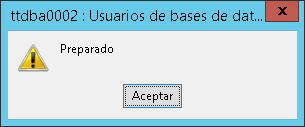 ttdba0002 : Usuarios de bases de dat...
x
Preparado
Aceptar